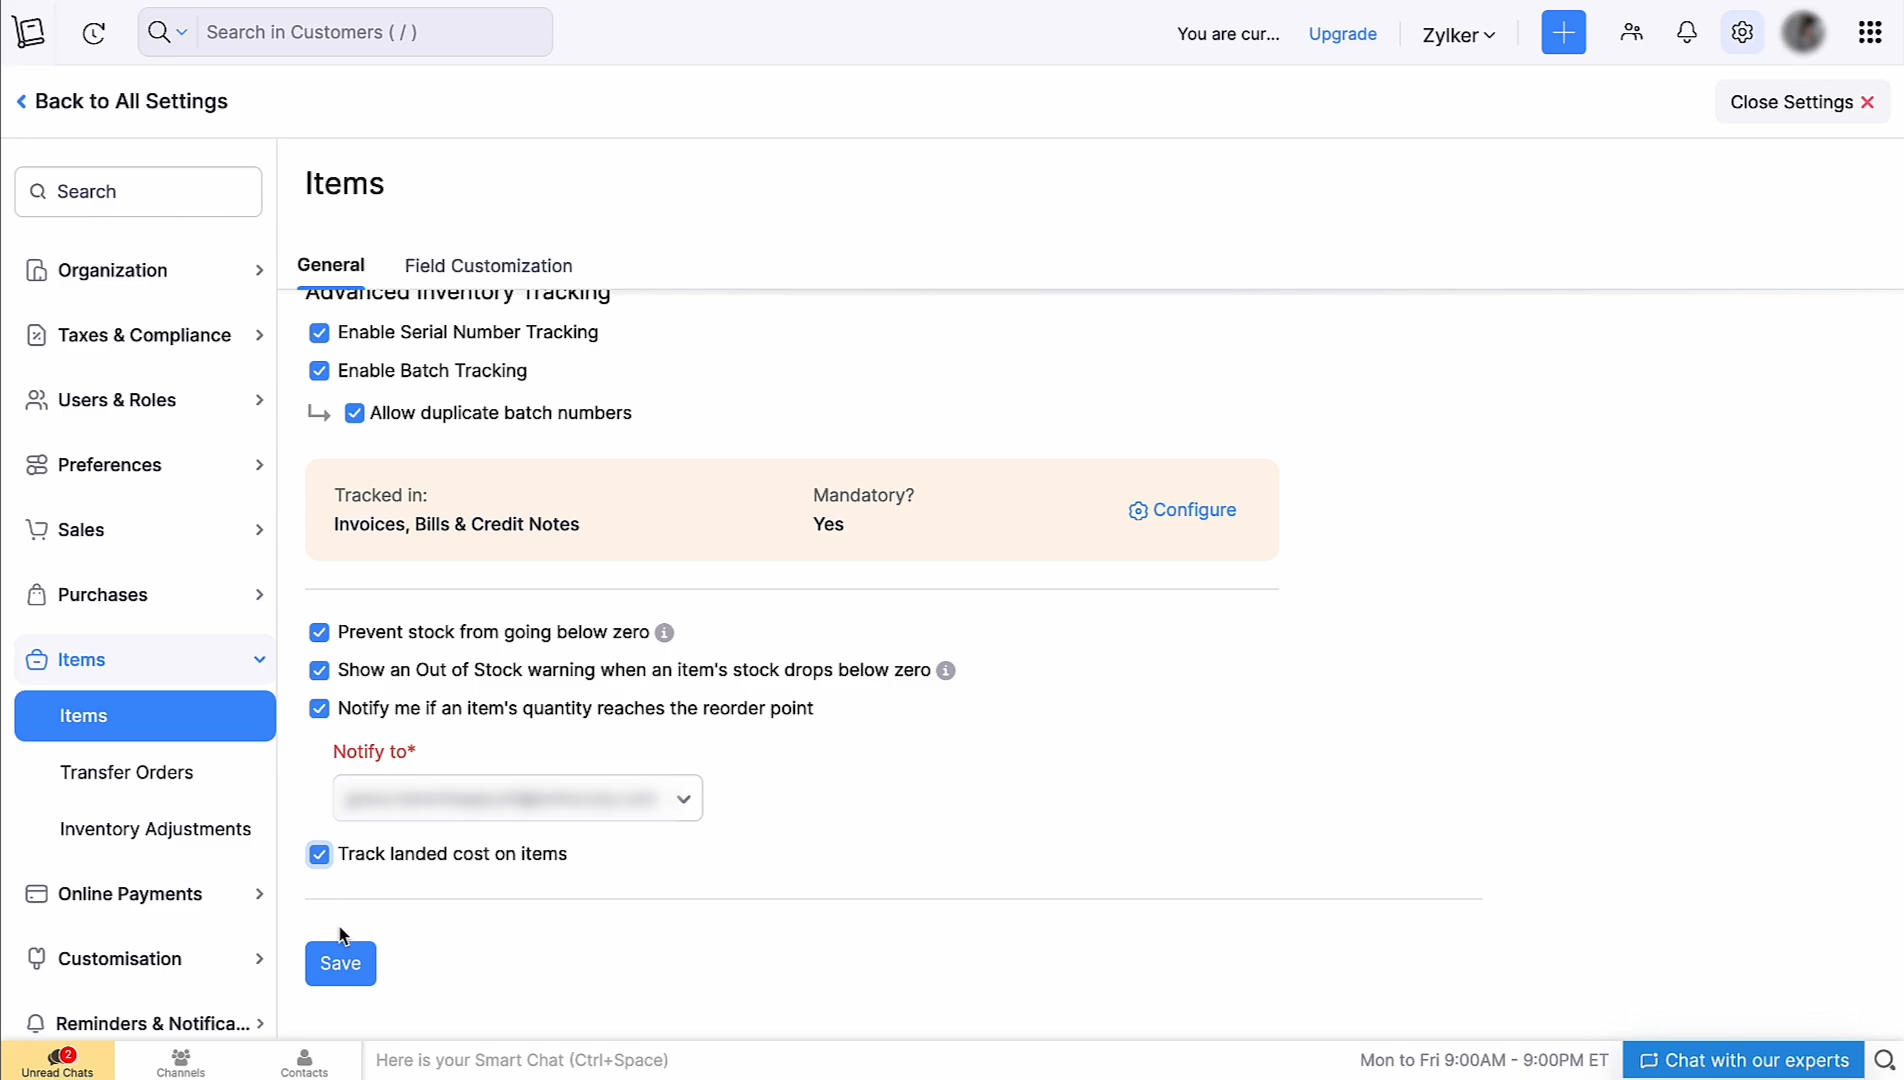 Search in Customers ( / )
You are cur...
Upgrade
Zylker
Back to All Settings
Close Settings
Search
Organization
Taxes & Compliance
Users & Roles
Preferences
Sales
Purchases
Items
Items
Transfer Orders
Inventory Adjustments
Online Payments
Customisation
Reminders & Notifica...
Items
General
Field Customization
Advanced Inventory Tracking
Enable Serial Number Tracking
Enable Batch Tracking
Allow duplicate batch numbers
Tracked in:
Invoices, Bills & Credit Notes
Mandatory?
Yes
Configure
Prevent stock from going below zero
Show an Out of Stock warning when an item's stock drops below zero
Notify me if an item's quantity reaches the reorder point
Notify to*
Track landed cost on items
Save
2
Unread Chats
Channels
Contacts
Here is your Smart Chat (Ctrl+Space)
Mon to Fri 9:00AM - 9:00PM ET
Chat with our experts